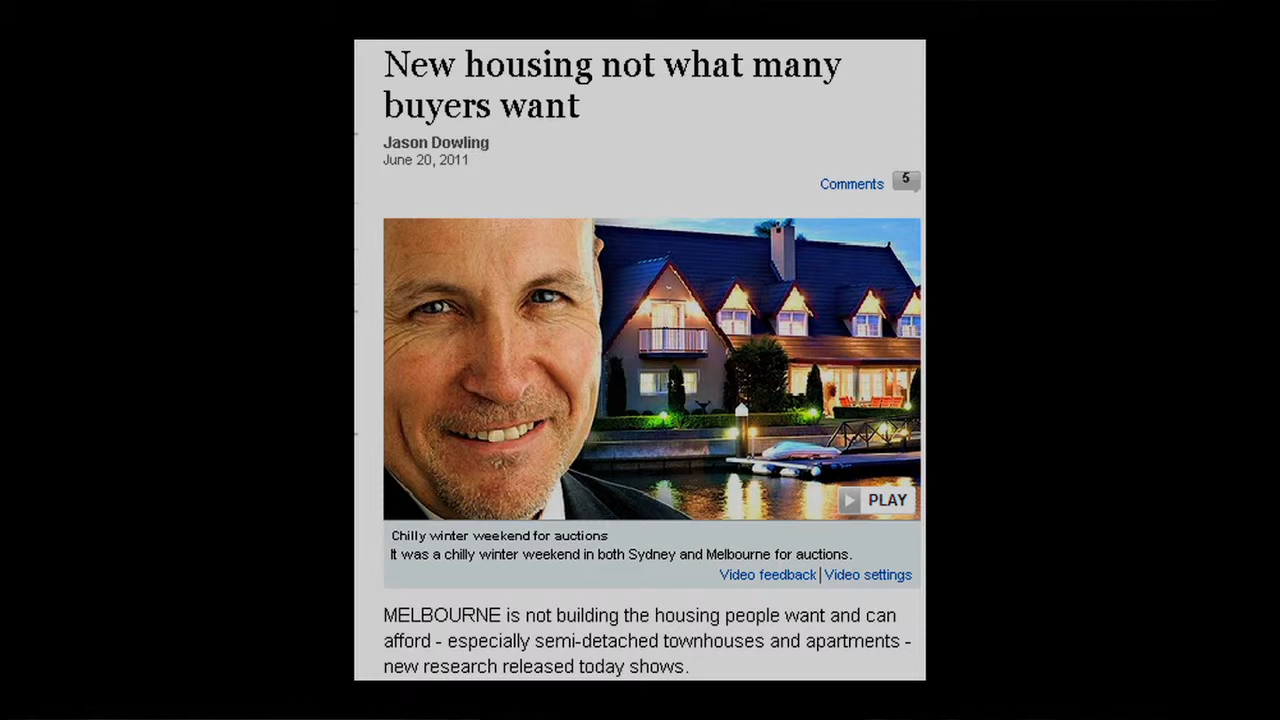 New housing not what many
buyers want
Jason Dowling
June 20, 2011
Comments 5
PLAY
Chilly winter weekend for auctions
It was a chilly winter weekend in both Sydney and Melbourne for auctions.
Video feedback|Video settings
MELBOURNE is not building the housing people want and can
afford - especially semi-detached townhouses and apartments -
new research released today shows.